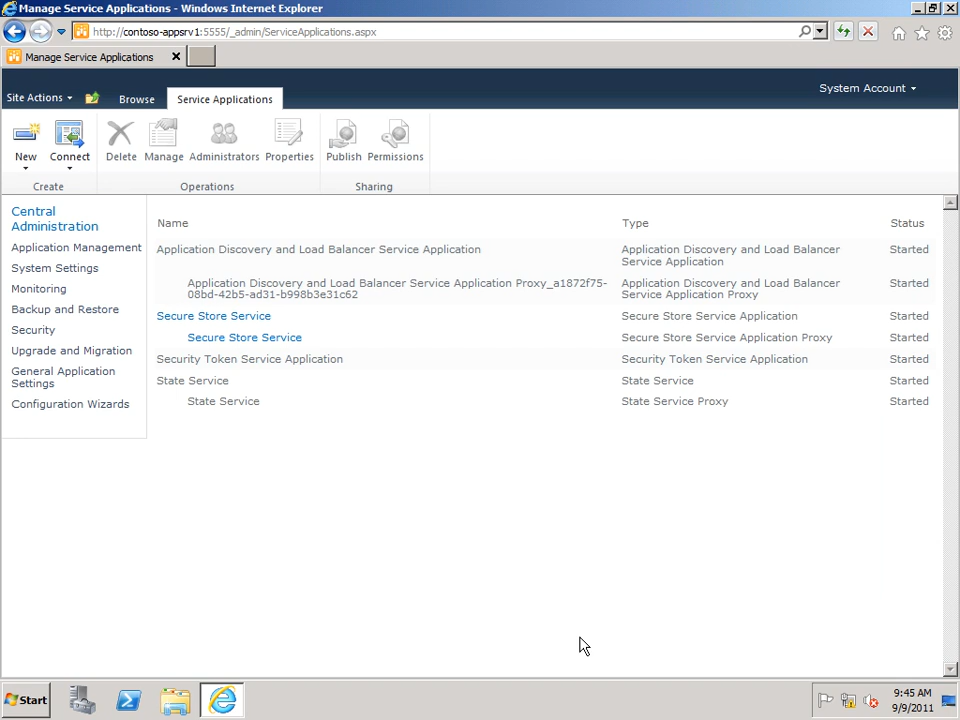 Manage Service Applications - Windows Internet Explorer
http://contoso-appsrv1:5555/_admin/ServiceApplications.aspx
Manage Service Applications
Site Actions
Browse
Service Applications
System Account
New
Connect
Delete
Manage
Administrators
Properties
Publish
Permissions
Create
Operations
Sharing
Central
Administration
Application Management
System Settings
Monitoring
Backup and Restore
Security
Upgrade and Migration
General Application
Settings
Configuration Wizards
Name
Type
Status
Application Discovery and Load Balancer Service Application
Application Discovery and Load Balancer
Service Application
Started
Application Discovery and Load Balancer Service Application Proxy_a1872f75-
08bd-42b5-ad31-b998b3e31c62
Application Discovery and Load Balancer
Service Application Proxy
Started
Secure Store Service
Secure Store Service Application
Started
Secure Store Service
Secure Store Service Application Proxy
Started
Security Token Service Application
Security Token Service Application
Started
State Service
State Service
Started
State Service
State Service Proxy
Started
Start
9:45 AM
9/9/2011